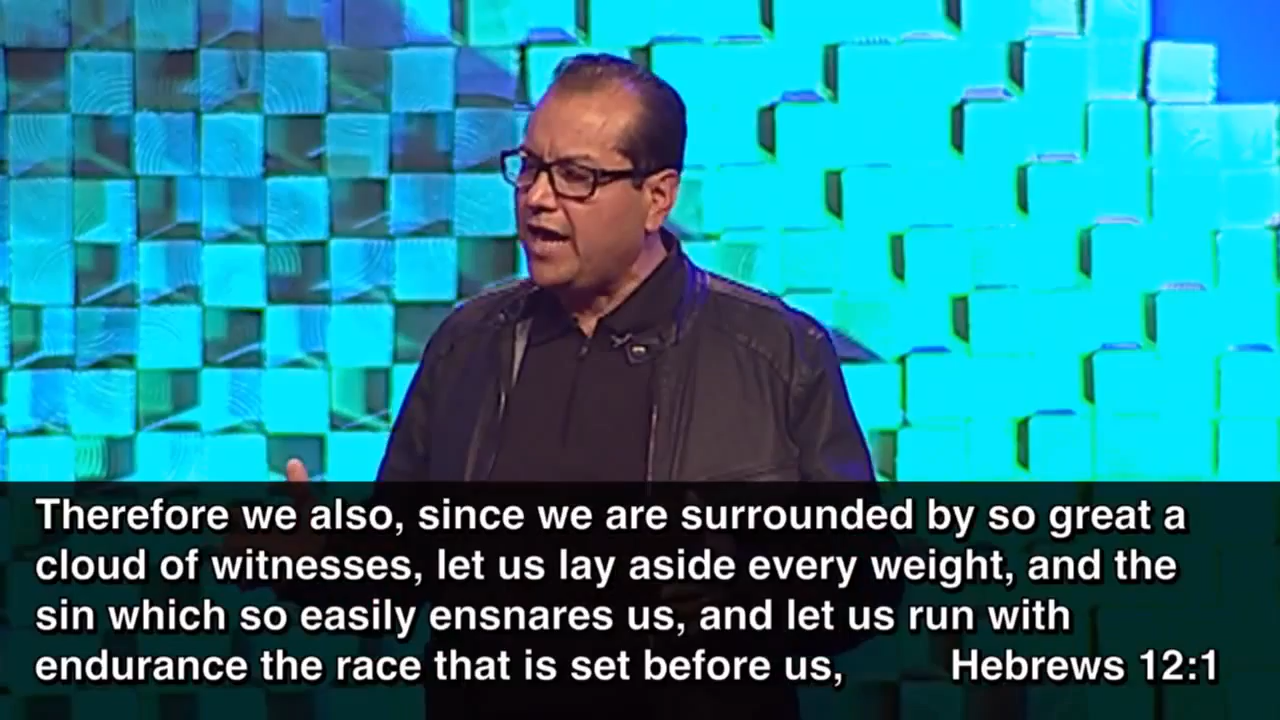 Therefore we also, since we are surrounded by so great a
cloud of witnesses, let us lay aside every weight, and the
sin which so easily ensnares us, and let us run with
endurance the race that is set before us, Hebrews 12:1